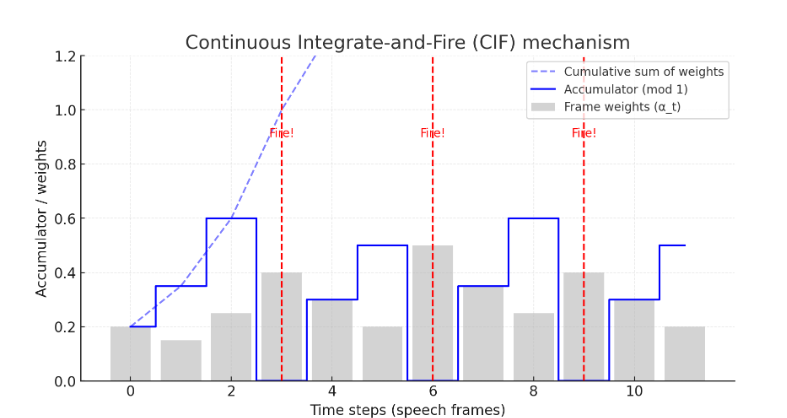 Continuous Integrate-and-Fire (CIF) mechanism
Accumulator / weights
1.2
1.0
0.8
0.6
0.4
0.2
0.0
Cumulative sum of weights
Accumulator (mod 1)
Frame weights (α_t)
Fire!
Fire!
Fire!
0
2
4
6
8
10
Time steps (speech frames)